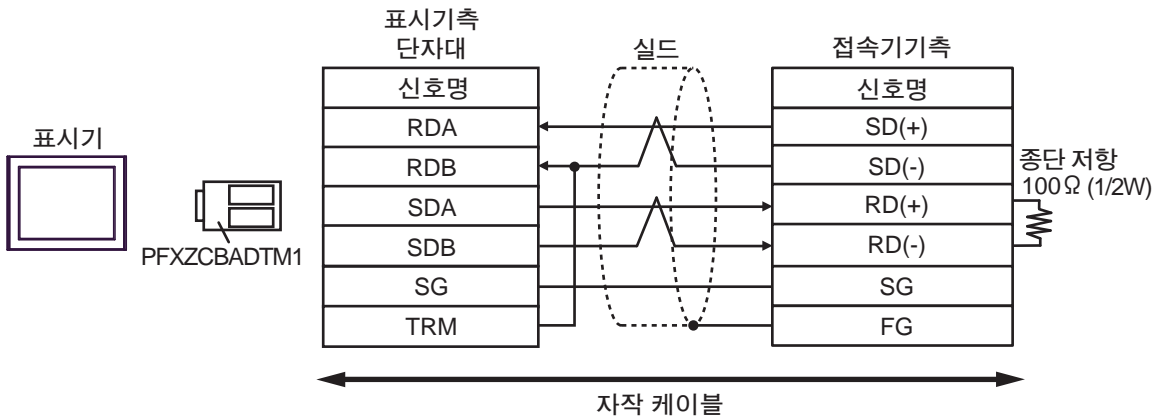 표시기
PFXZCBADTM1
표시기측
단자대
신호명
RDA
RDB
SDA
SDB
SG
TRM
실드
접속기기측
신호명
SD(+)
SD(-)
RD(+)
RD(-)
SG
FG
종단 저항
100Ω (1/2W)
자작 케이블